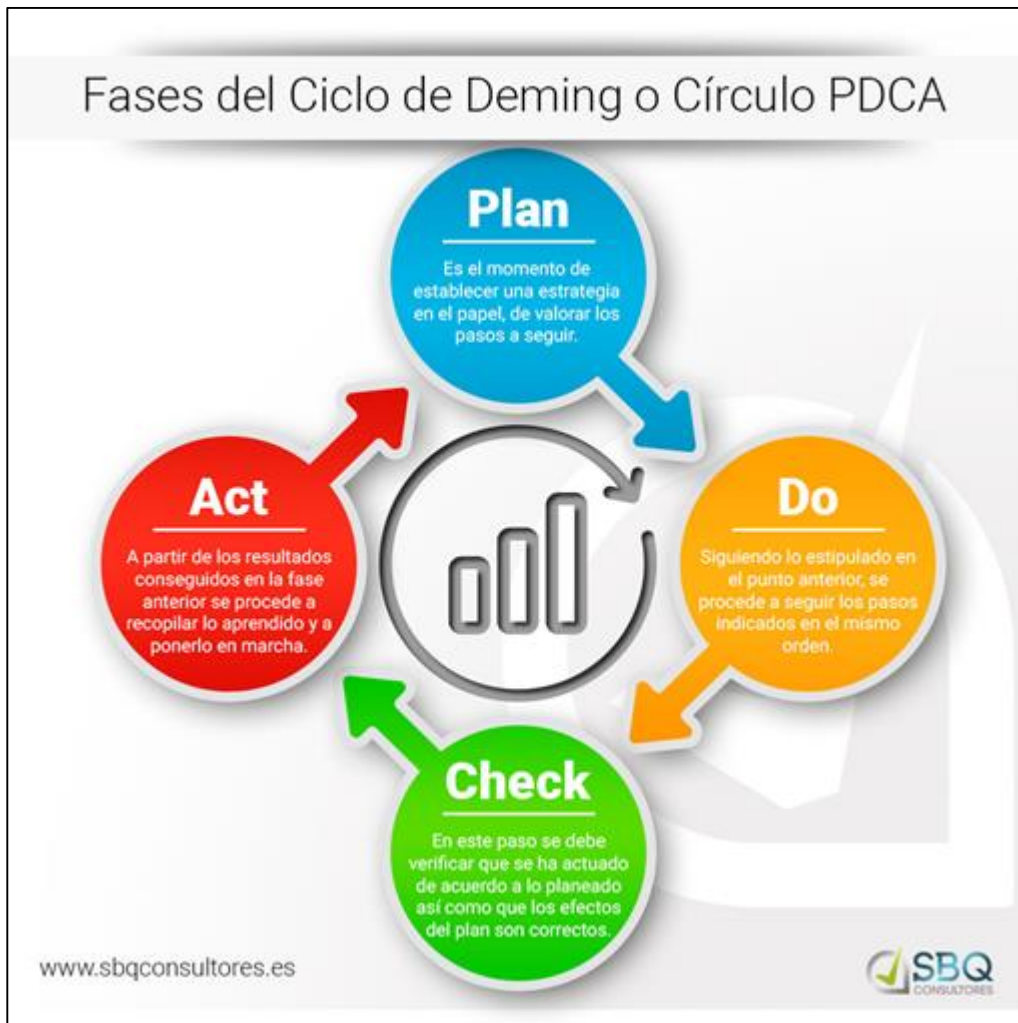 Fases del Ciclo de Deming o Círculo PDCA
Plan
Es el momento de
establecer una estrategia
en el papel, de valorar los
pasos a seguir.
Do
Siguiendo lo estipulado en
el punto anterior, se
procede a seguir los pasos
indicados en el mismo
orden.
Check
En este paso se debe
verificar que se ha actuado
de acuerdo a lo planeado
así como que los efectos
del plan son correctos.
Act
A partir de los resultados
conseguidos en la fase
anterior se procede a
recopilar lo aprendido y a
ponerlo en marcha.
www.sbqconsultores.es
SBQ
CONSULTORES